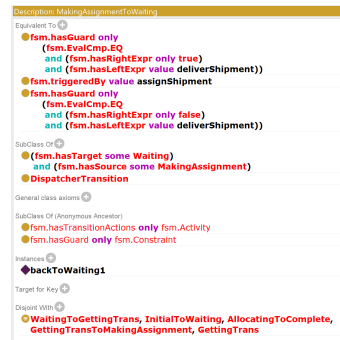 Description: MakingAssignmentToWaiting
Equivalent To
fsm.hasGuard only
(fsm.EvalCmp.EQ
and (fsm.hasRightExpr only true)
and (fsm.hasLeftExpr value deliverShipment))
fsm.triggeredBy value assignShipment
fsm.hasGuard only
(fsm.EvalCmp.EQ
and (fsm.hasRightExpr only false)
and (fsm.hasLeftExpr value deliverShipment))
SubClass Of
(fsm.hasTarget some Waiting)
and (fsm.hasSource some MakingAssignment)
DispatcherTransition
General class axioms
SubClass Of (Anonymous Ancestor)
fsm.hasTransitionActions only fsm.Activity
fsm.hasGuard only fsm.Constraint
Instances
backToWaiting1
Target for Key
Disjoint With
WaitingToGettingTrans, InitialToWaiting, AllocatingToComplete,
GettingTransToMakingAssignment, GettingTrans